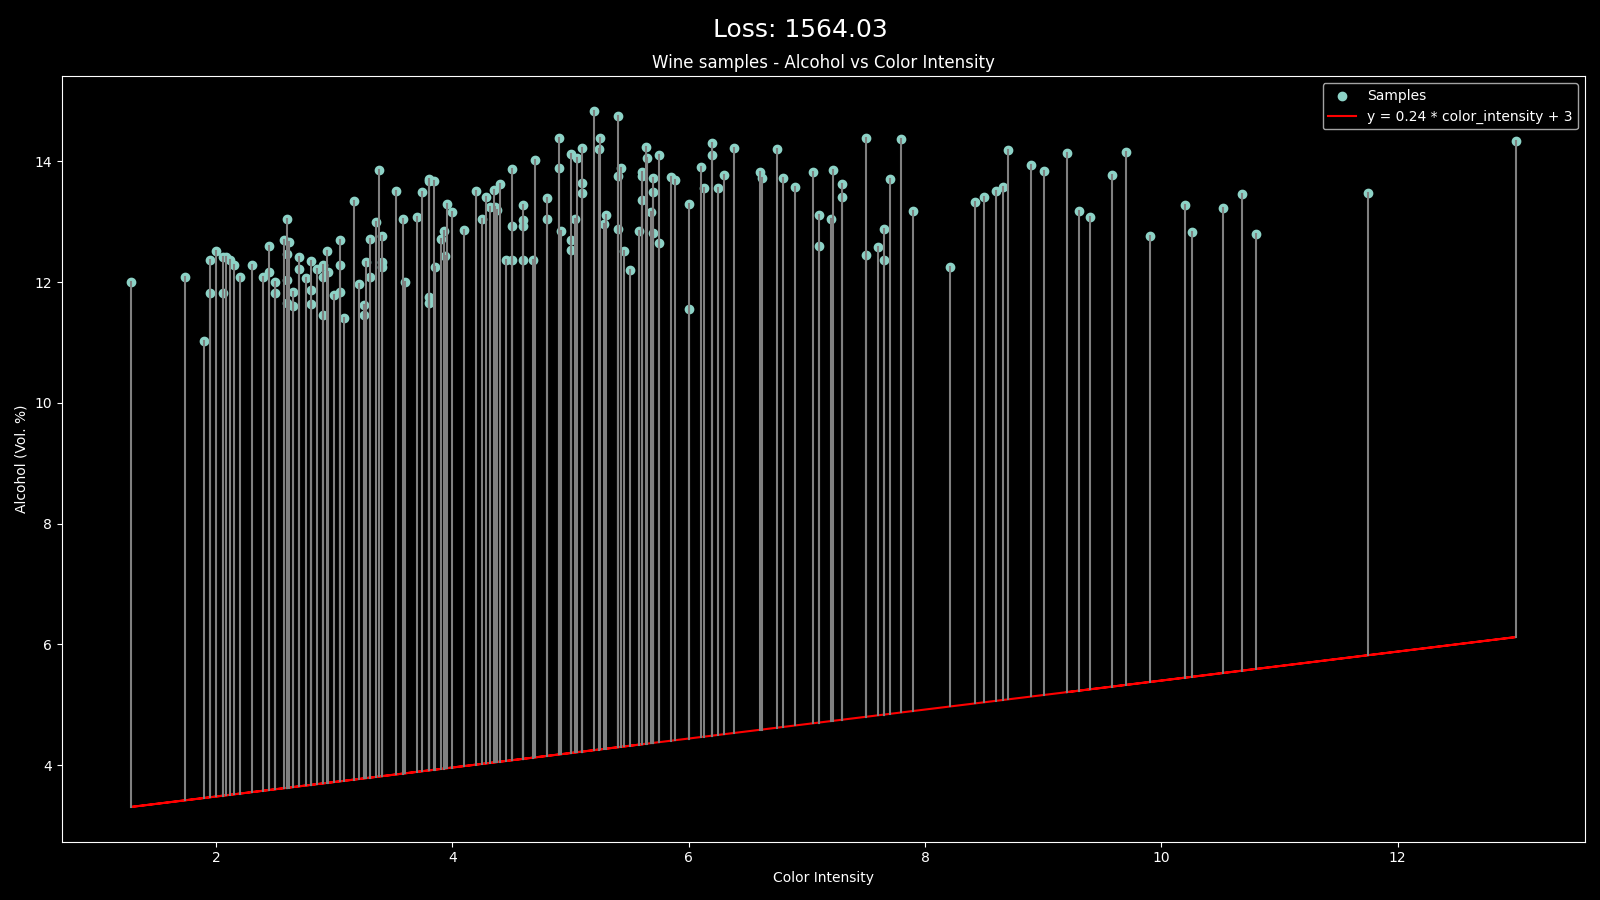 Loss: 1564.03
Wine samples - Alcohol vs Color Intensity
Samples
y = 0.24 * color_intensity + 3
14
12
10
8
6
4
Alcohol (Vol. %)
2 4 6 8 10 12
Color Intensity